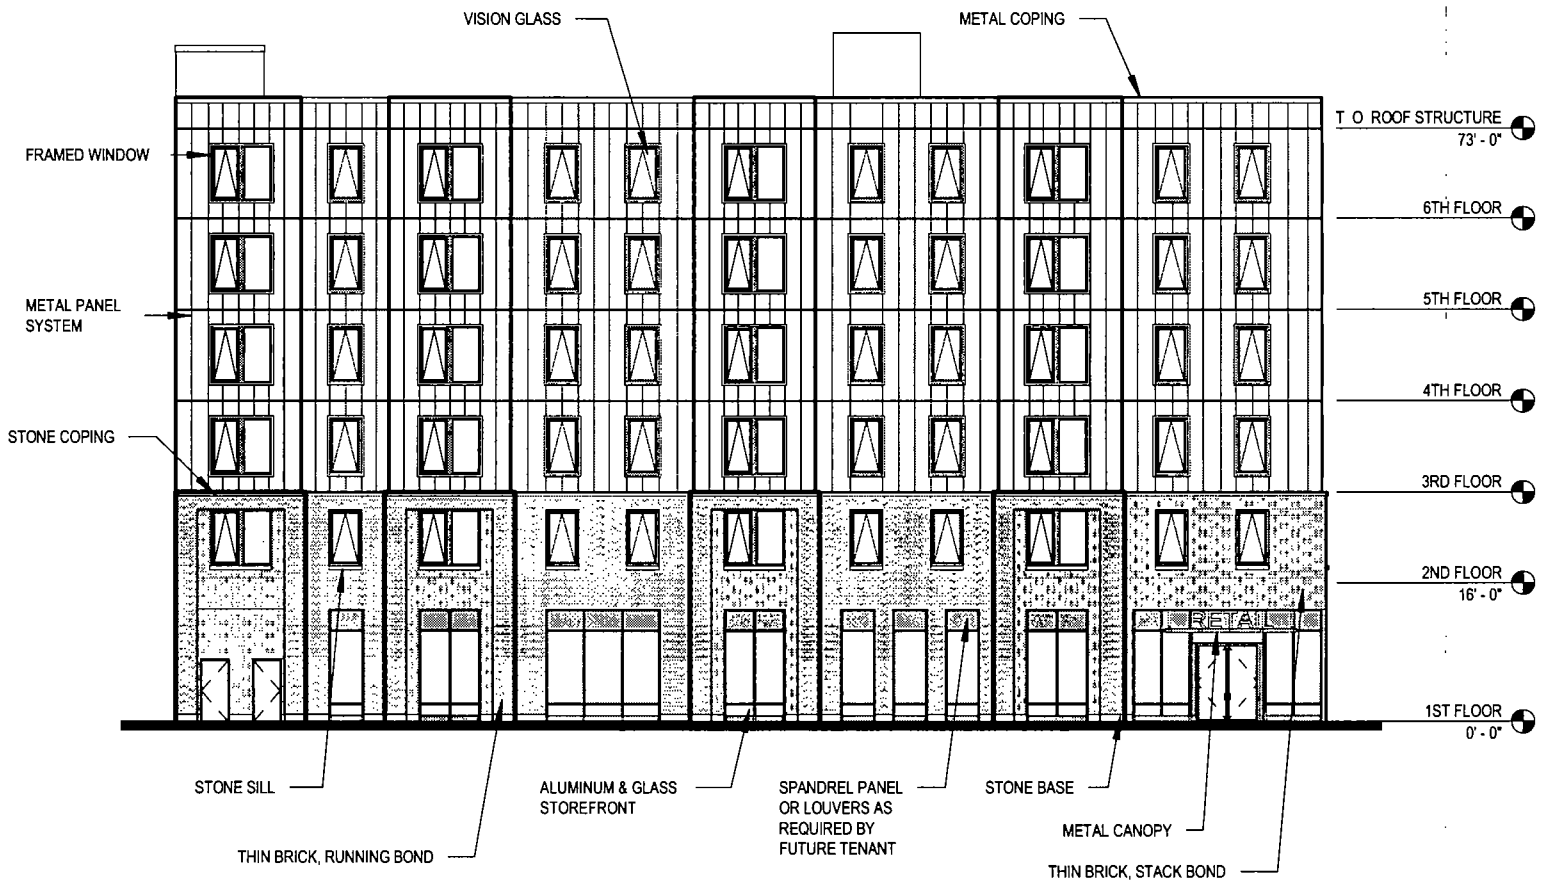 VISION GLASS
METAL COPING
T O ROOF STRUCTURE
73' - 0"
FRAMED WINDOW
6TH FLOOR
METAL PANEL
SYSTEM
5TH FLOOR
4TH FLOOR
STONE COPING
3RD FLOOR
2ND FLOOR
16' - 0"
RETAIL
1ST FLOOR
0' - 0"
STONE SILL
ALUMINUM & GLASS
STOREFRONT
SPANDREL PANEL
OR LOUVERS AS
REQUIRED BY
FUTURE TENANT
STONE BASE
METAL CANOPY
THIN BRICK, RUNNING BOND
THIN BRICK, STACK BOND